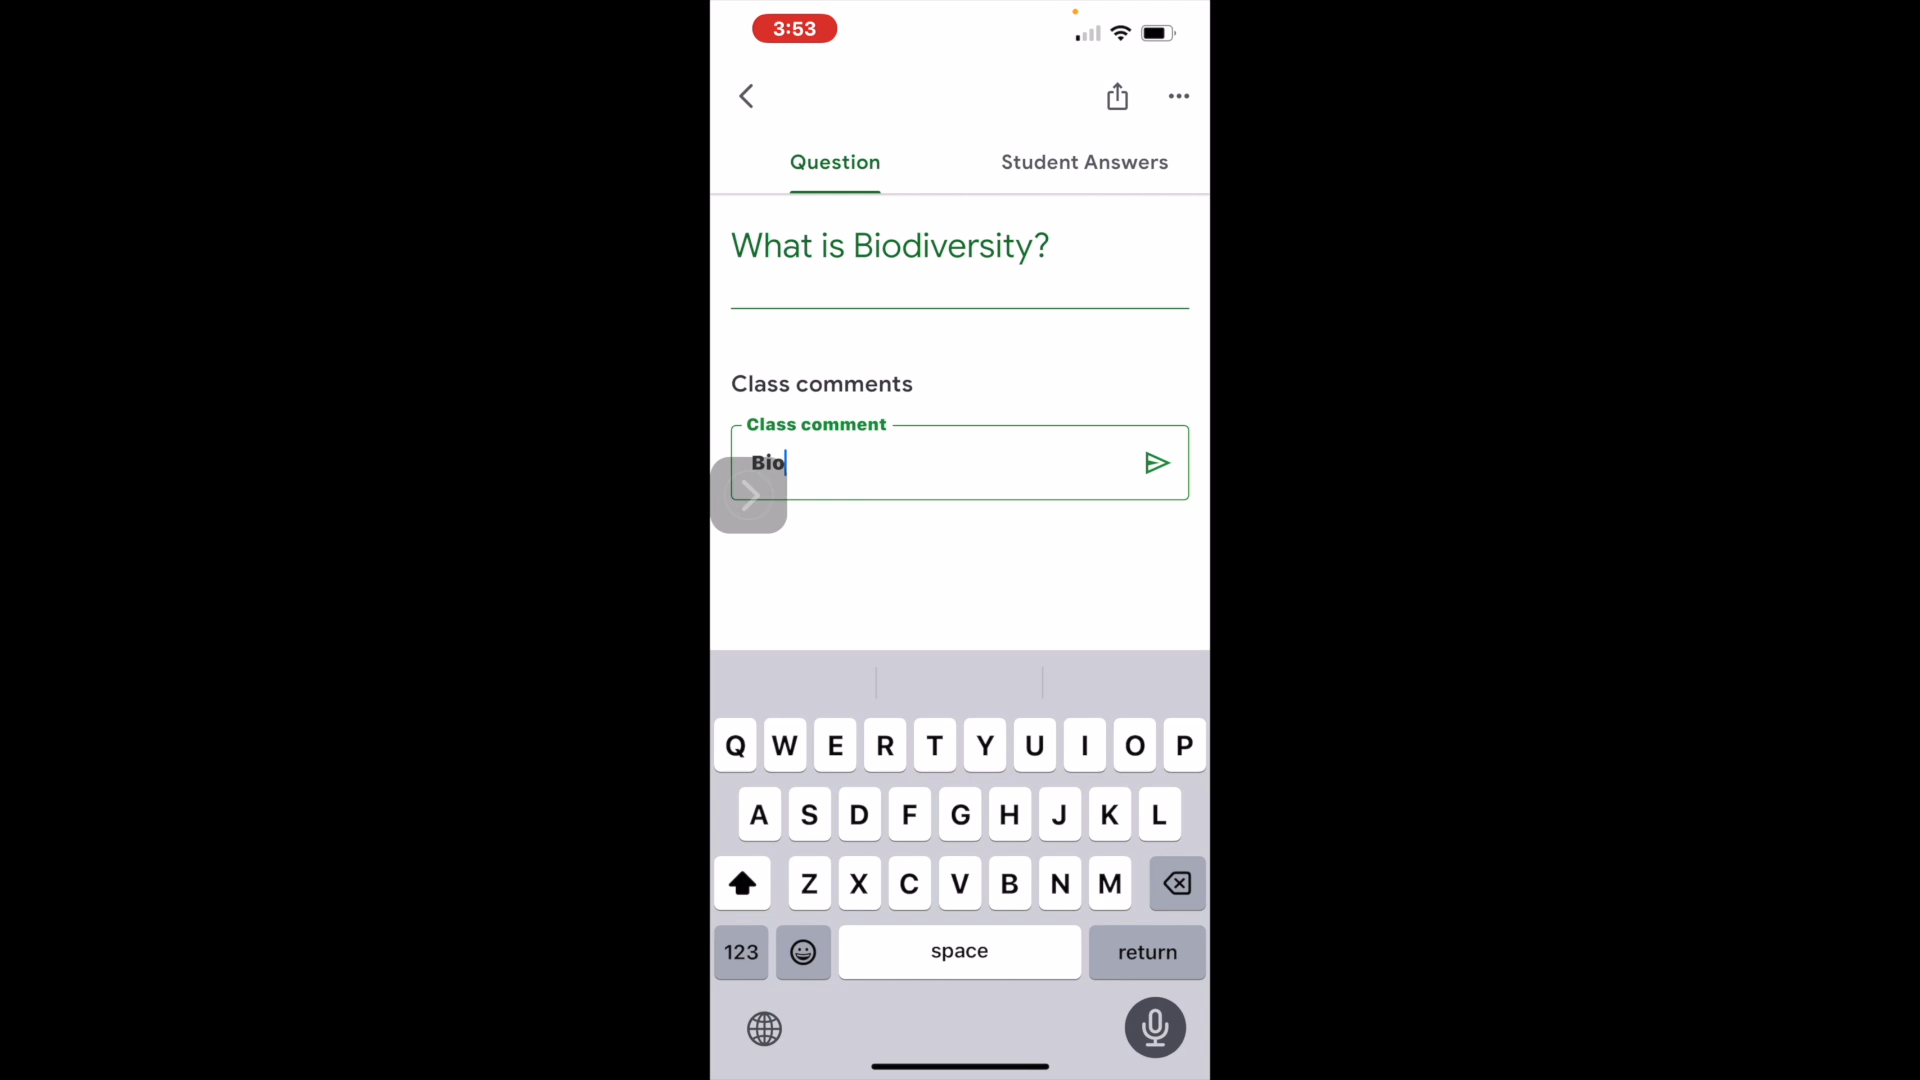 3:53
Question Student Answers
What is Biodiversity?
Class comments
Class comment
Bio
Q W E R T Y U I O P
A S D F G H J K L
Z X C V B N M
123 space return